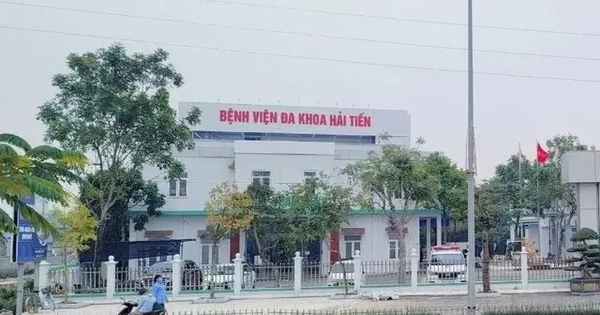 BỆNH VIỆN ĐA KHOA HẢI TIẾN